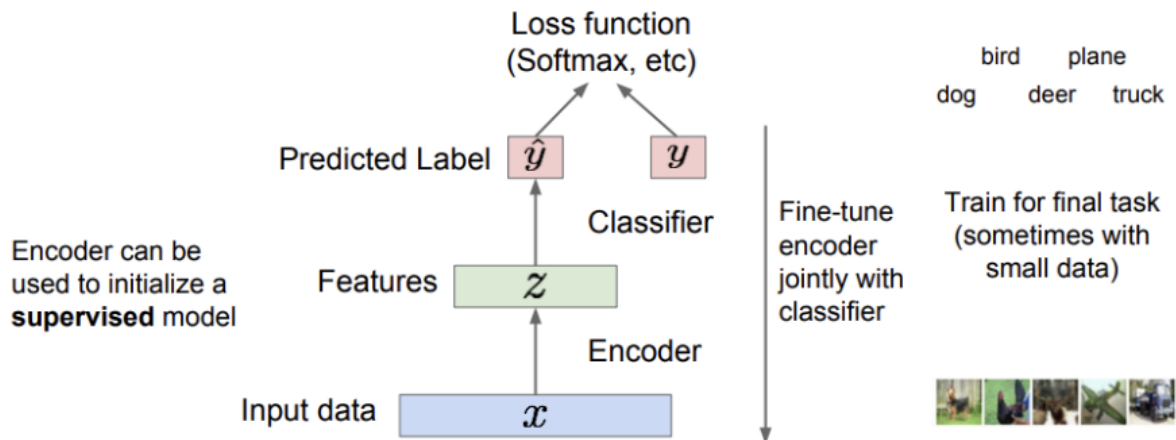 Loss function
(Softmax, etc)
bird plane
dog deer truck
Predicted Label
ŷ
y
Classifier
Fine-tune
encoder
jointly with
classifier
Train for final task
(sometimes with
small data)
Encoder can be
used to initialize a
supervised model
Features
z
Encoder
Input data
x